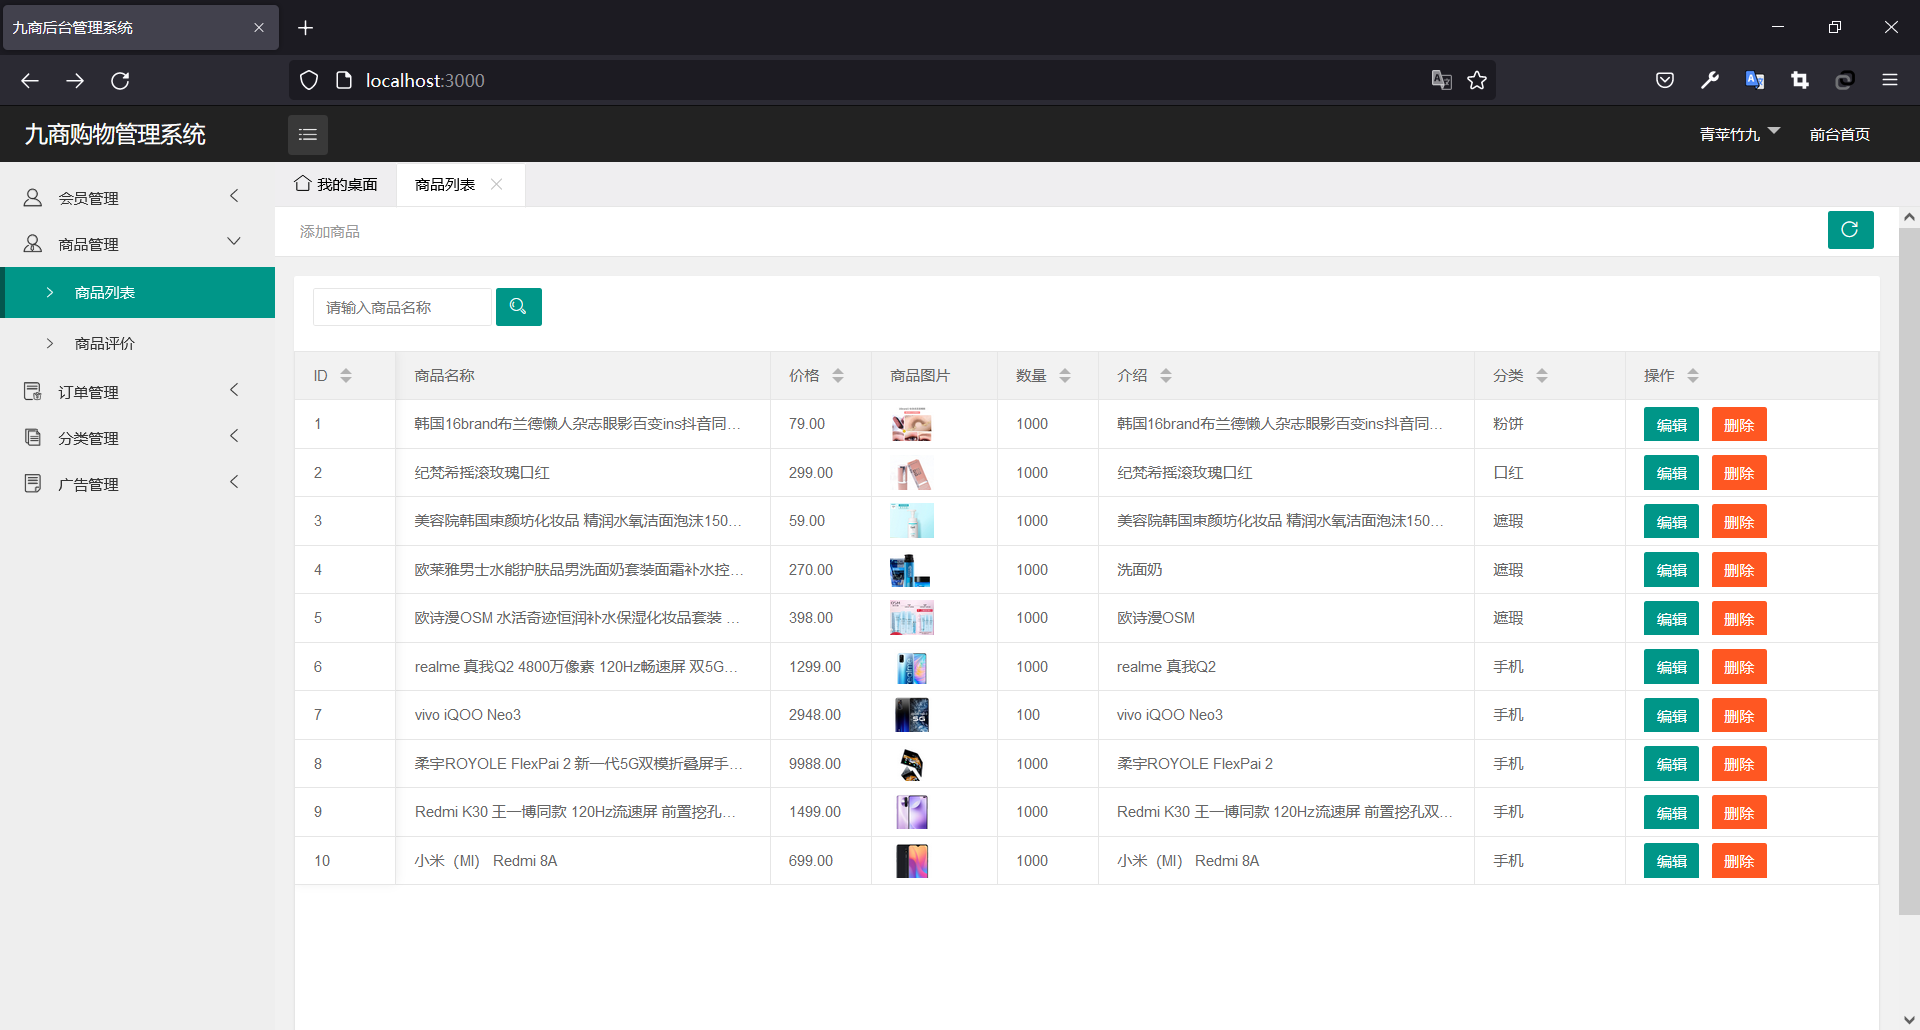 九商后台管理系统
localhost:3000
九商购物管理系统
青苹竹九 前台首页
会员管理
商品管理
商品列表
商品评价
订单管理
分类管理
广告管理
我的桌面 商品列表
添加商品
请输入商品名称
ID 商品名称 价格 商品图片 数量 介绍 分类 操作
1 韩国16brand布兰德懒人杂志眼影百变ins抖音同... 79.00 1000 韩国16brand布兰德懒人杂志眼影百变ins抖音同... 粉饼 编辑 删除
2 纪梵希摇滚玫瑰口红 299.00 1000 纪梵希摇滚玫瑰口红 口红 编辑 删除
3 美容院韩国束颜坊化妆品 精润水氧洁面泡沫150... 59.00 1000 美容院韩国束颜坊化妆品 精润水氧洁面泡沫150... 遮瑕 编辑 删除
4 欧莱雅男士水能护肤品男洗面奶套装面霜补水控... 270.00 1000 洗面奶 遮瑕 编辑 删除
5 欧诗漫OSM 水活奇迹恒润补水保湿化妆品套装 ... 398.00 1000 欧诗漫OSM 遮瑕 编辑 删除
6 realme 真我Q2 4800万像素 120Hz畅速屏 双5G... 1299.00 1000 realme 真我Q2 手机 编辑 删除
7 vivo iQOO Neo3 2948.00 100 vivo iQOO Neo3 手机 编辑 删除
8 柔宇ROYOLE FlexPai 2 新一代5G双模折叠屏手... 9988.00 1000 柔宇ROYOLE FlexPai 2 手机 编辑 删除
9 Redmi K30 王一博同款 120Hz流速屏 前置挖孔... 1499.00 1000 Redmi K30 王一博同款 120Hz流速屏 前置挖孔双... 手机 编辑 删除
10 小米（MI） Redmi 8A 699.00 1000 小米（MI） Redmi 8A 手机 编辑 删除